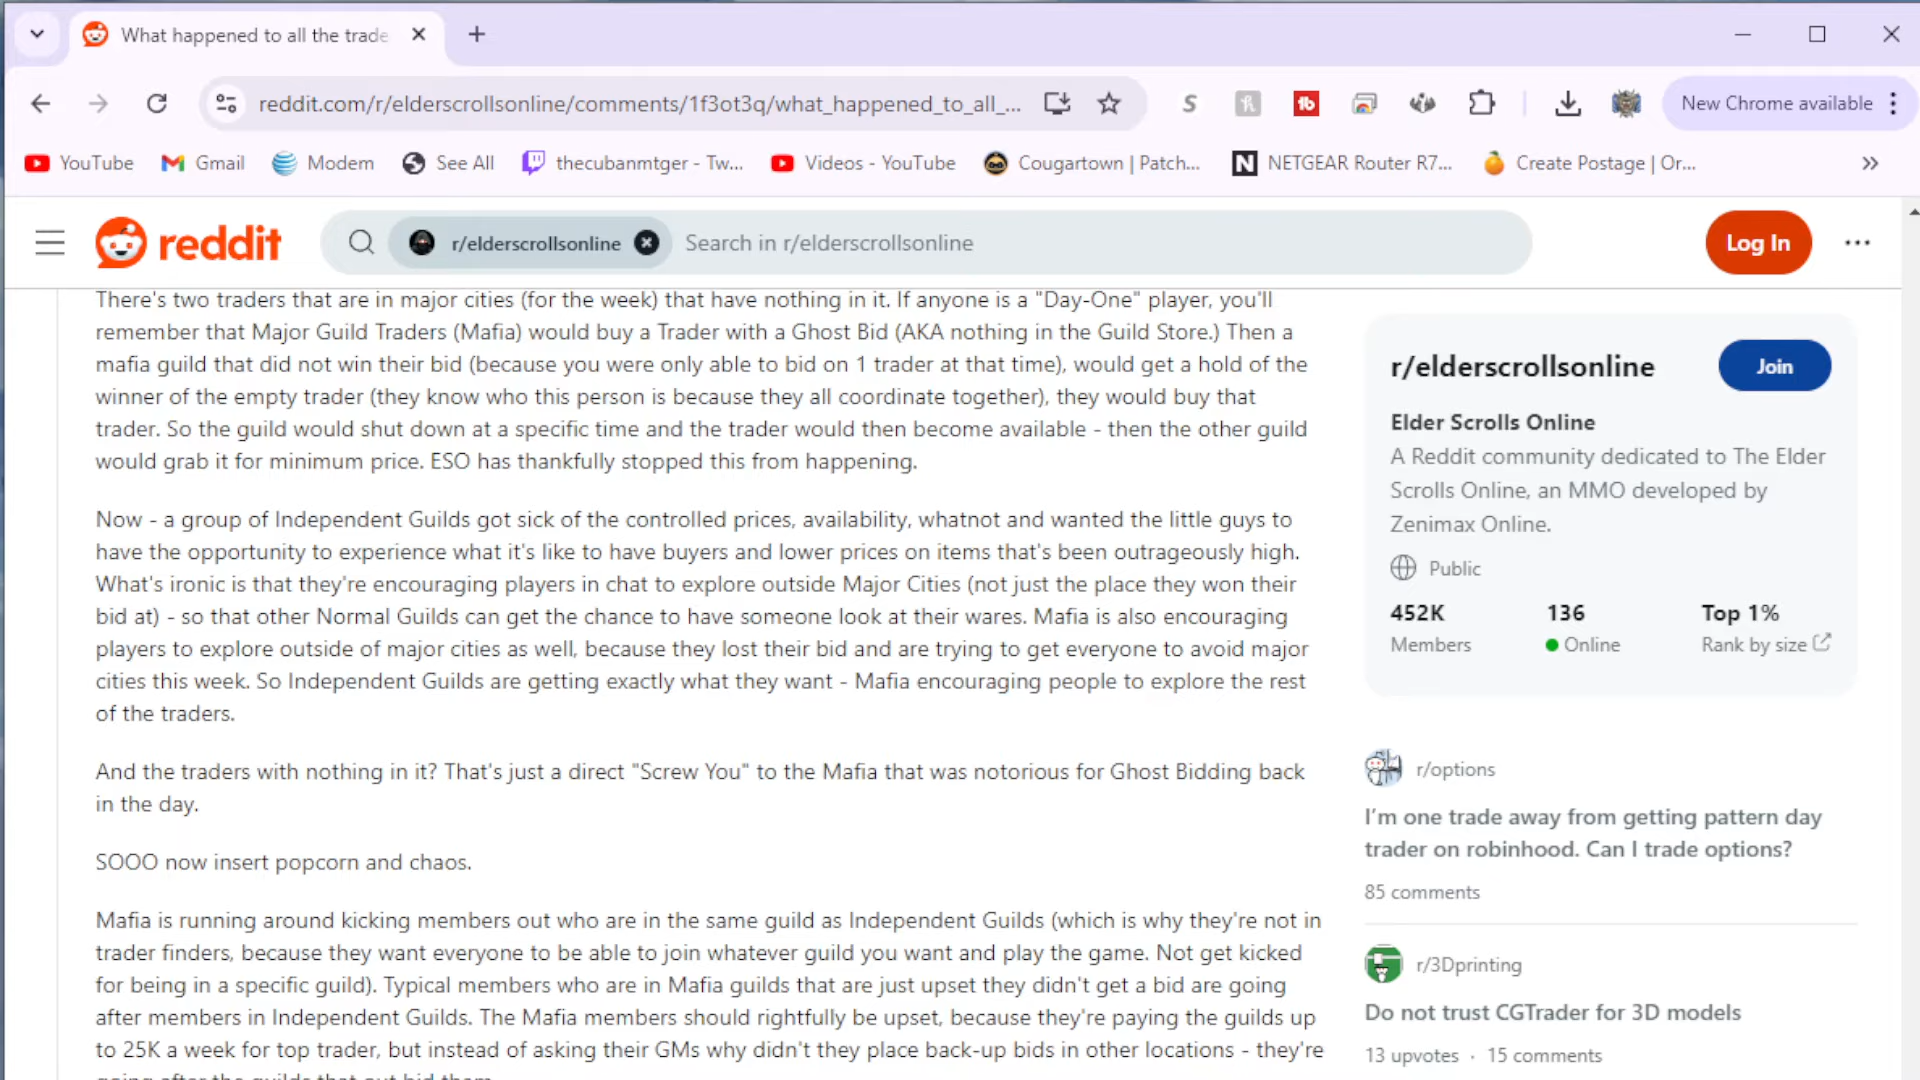 What happened to all the trade
reddit.com/r/elderscrollsonline/comments/1f3ot3q/what_happened_to_all_...
New Chrome available
YouTube
Gmail
Modem
See All
thecubanmtger - Tw...
Videos - YouTube
Cougartown | Patch...
NETGEAR Router R7...
Create Postage | Or...
reddit
r/elderscrollsonline
Search in r/elderscrollsonline
Log In
There's two traders that are in major cities (for the week) that have nothing in it. If anyone is a "Day-One" player, you'll
remember that Major Guild Traders (Mafia) would buy a Trader with a Ghost Bid (AKA nothing in the Guild Store.) Then a
mafia guild that did not win their bid (because you were only able to bid on 1 trader at that time), would get a hold of the
winner of the empty trader (they know who this person is because they all coordinate together), they would buy that
trader. So the guild would shut down at a specific time and the trader would then become available - then the other guild
would grab it for minimum price. ESO has thankfully stopped this from happening.
Now - a group of Independent Guilds got sick of the controlled prices, availability, whatnot and wanted the little guys to
have the opportunity to experience what it's like to have buyers and lower prices on items that's been outrageously high.
What's ironic is that they're encouraging players in chat to explore outside Major Cities (not just the place they won their
bid at) - so that other Normal Guilds can get the chance to have someone look at their wares. Mafia is also encouraging
players to explore outside of major cities as well, because they lost their bid and are trying to get everyone to avoid major
cities this week. So Independent Guilds are getting exactly what they want - Mafia encouraging people to explore the rest
of the traders.
And the traders with nothing in it? That's just a direct "Screw You" to the Mafia that was notorious for Ghost Bidding back
in the day.
SOOO now insert popcorn and chaos.
Mafia is running around kicking members out who are in the same guild as Independent Guilds (which is why they're not in
trader finders, because they want everyone to be able to join whatever guild you want and play the game. Not get kicked
for being in a specific guild). Typical members who are in Mafia guilds that are just upset they didn't get a bid are going
after members in Independent Guilds. The Mafia members should rightfully be upset, because they're paying the guilds up
to 25K a week for top trader, but instead of asking their GMs why didn't they place back-up bids in other locations - they're
going after the guilds that out bid them.
r/elderscrollsonline
Join
Elder Scrolls Online
A Reddit community dedicated to The Elder
Scrolls Online, an MMO developed by
Zenimax Online.
Public
452K
136
Top 1%
Members
Online
Rank by size
r/options
I'm one trade away from getting pattern day
trader on robinhood. Can I trade options?
85 comments
r/3Dprinting
Do not trust CGTrader for 3D models
13 upvotes · 15 comments